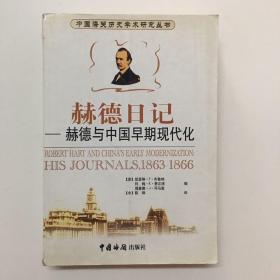 中国海关历史学术研究丛书
赫德日记
——赫德与中国早期现代化
ROBERT HART AND CHINA'S EARLY MODERNIZATION
HIS JOURNALS, 1863-1866
中国海关出版社